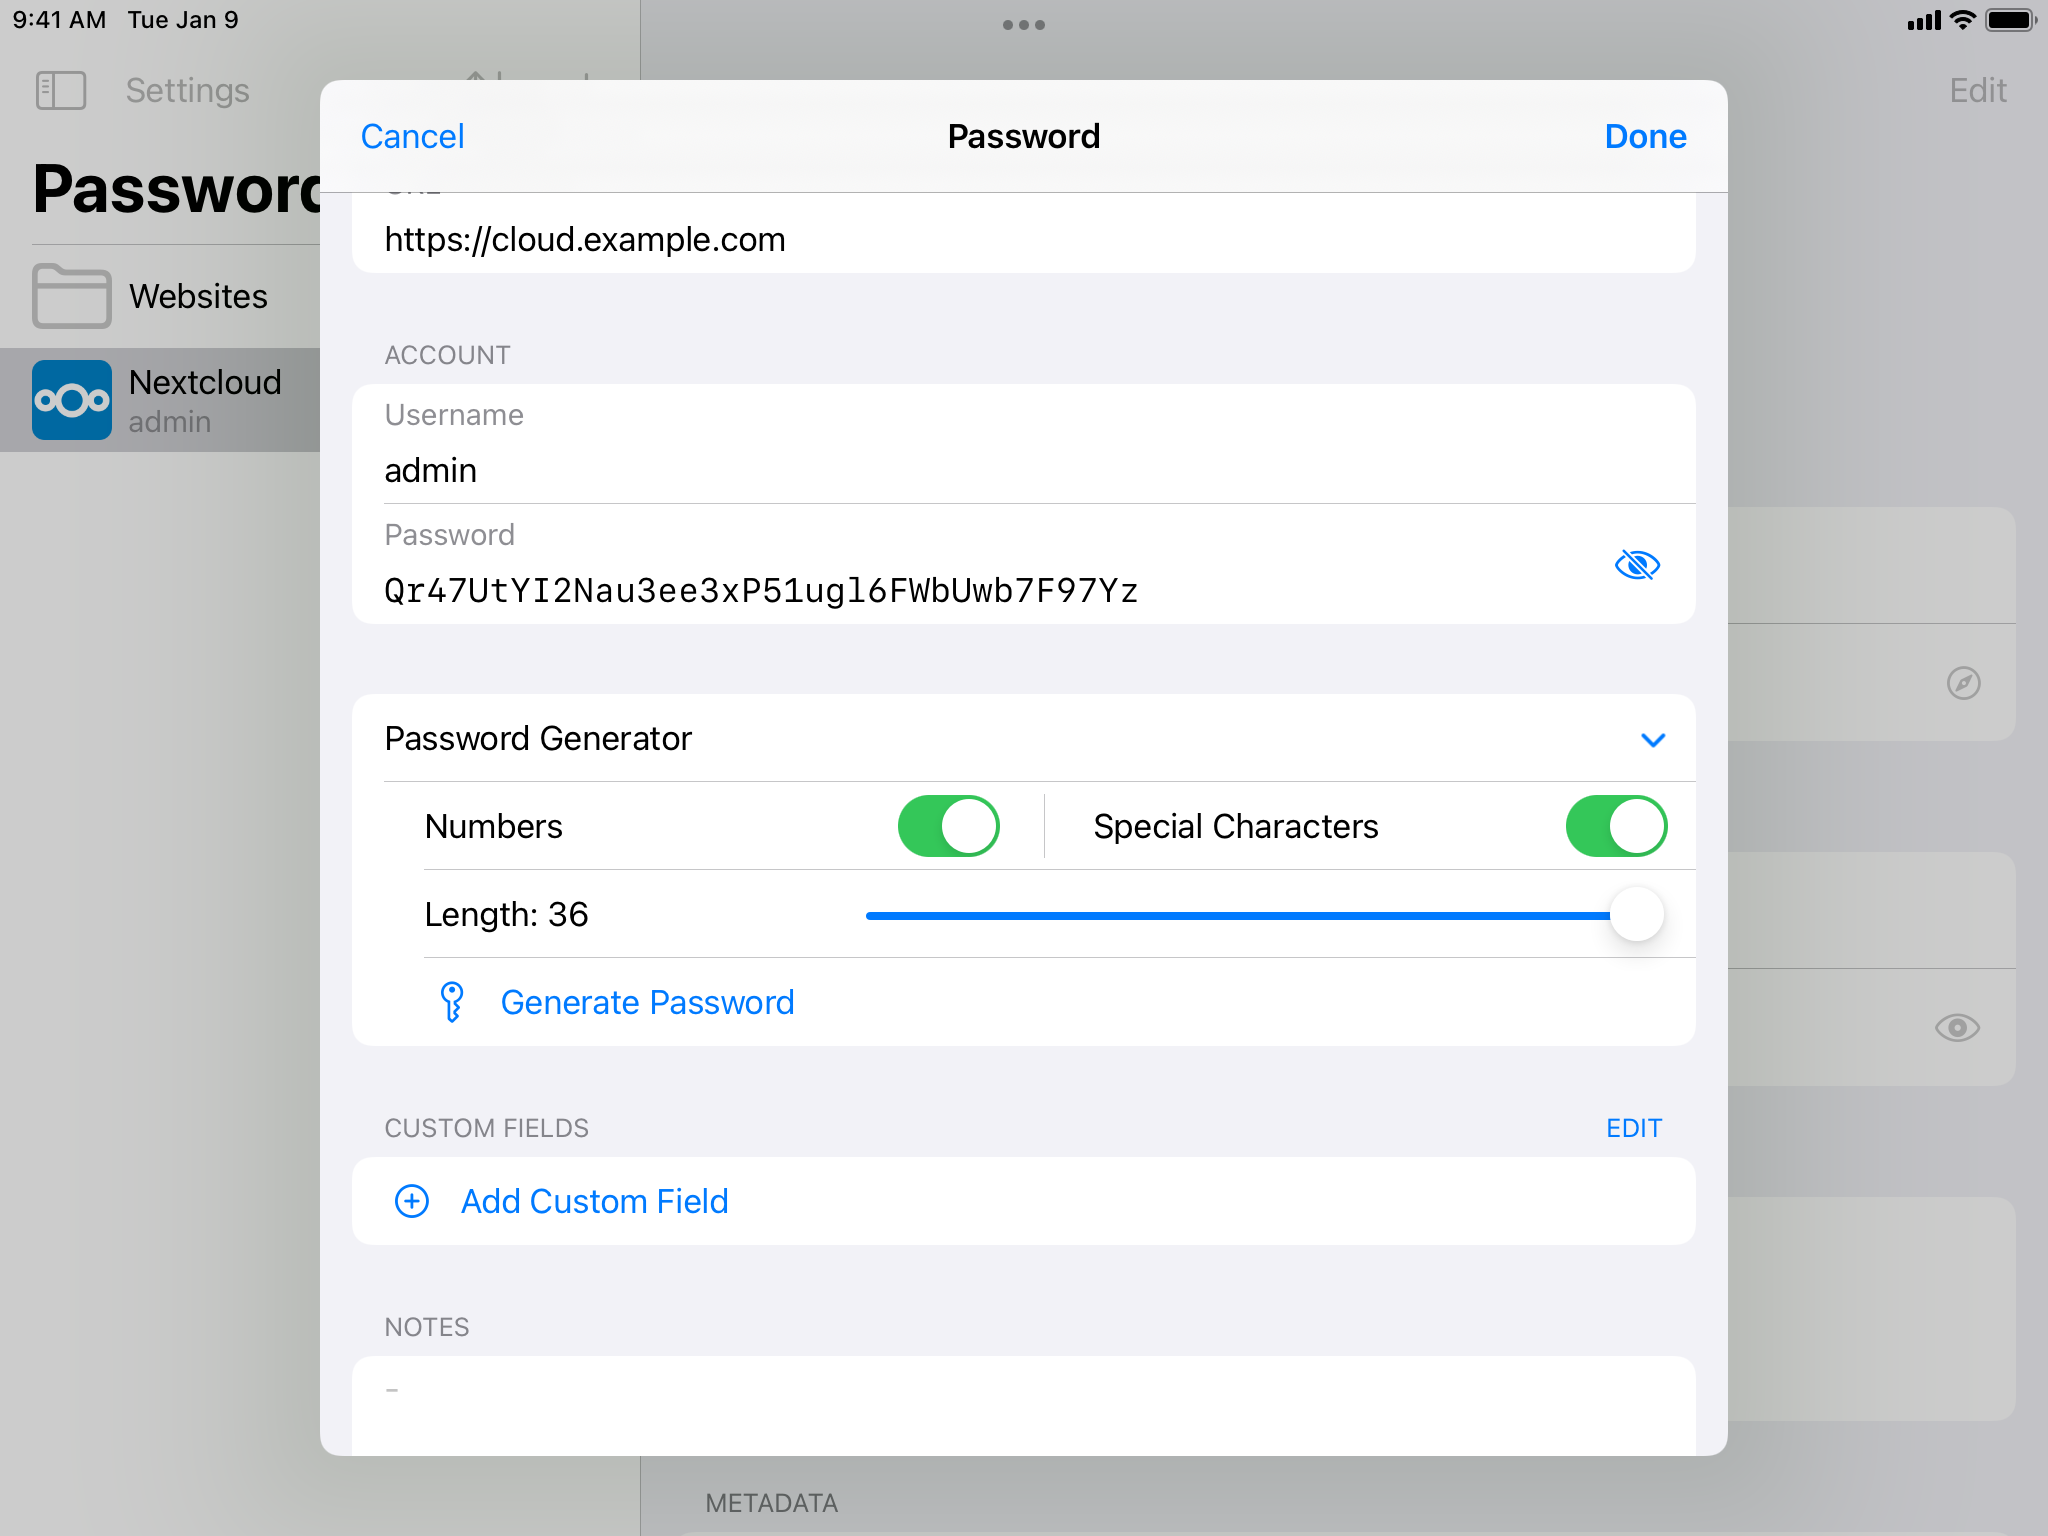 9:41 AM Tue Jan 9
Settings
Edit
Password
Websites
Nextcloud
admin
Cancel
Password
Done
https://cloud.example.com
ACCOUNT
Username
admin
Password
Qr47UtYI2Nau3ee3xP51ugl6FWbUwb7F97Yz
Password Generator
Numbers
Special Characters
Length: 36
Generate Password
CUSTOM FIELDS
EDIT
Add Custom Field
NOTES
-
METADATA